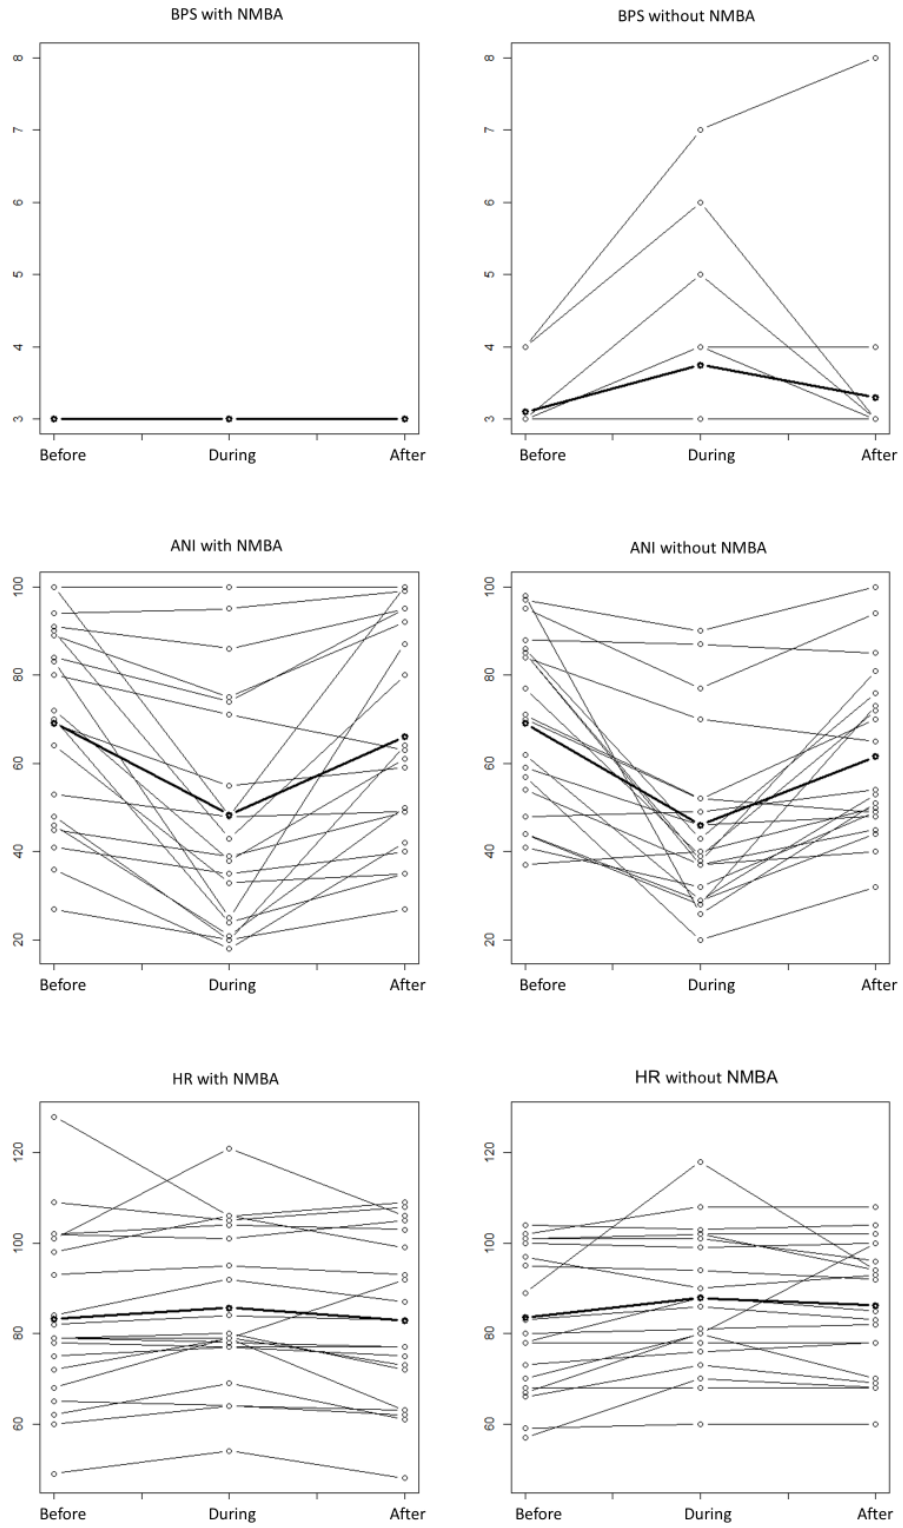 BPS with NMBA
BPS without NMBA
8
7
6
5
4
3
8
7
6
5
4
3
Before During After
Before During After
ANI with NMBA
ANI without NMBA
100
80
60
40
20
100
80
60
40
20
Before During After
Before During After
HR with NMBA
HR without NMBA
120
100
80
60
120
100
80
60
Before During After
Before During After